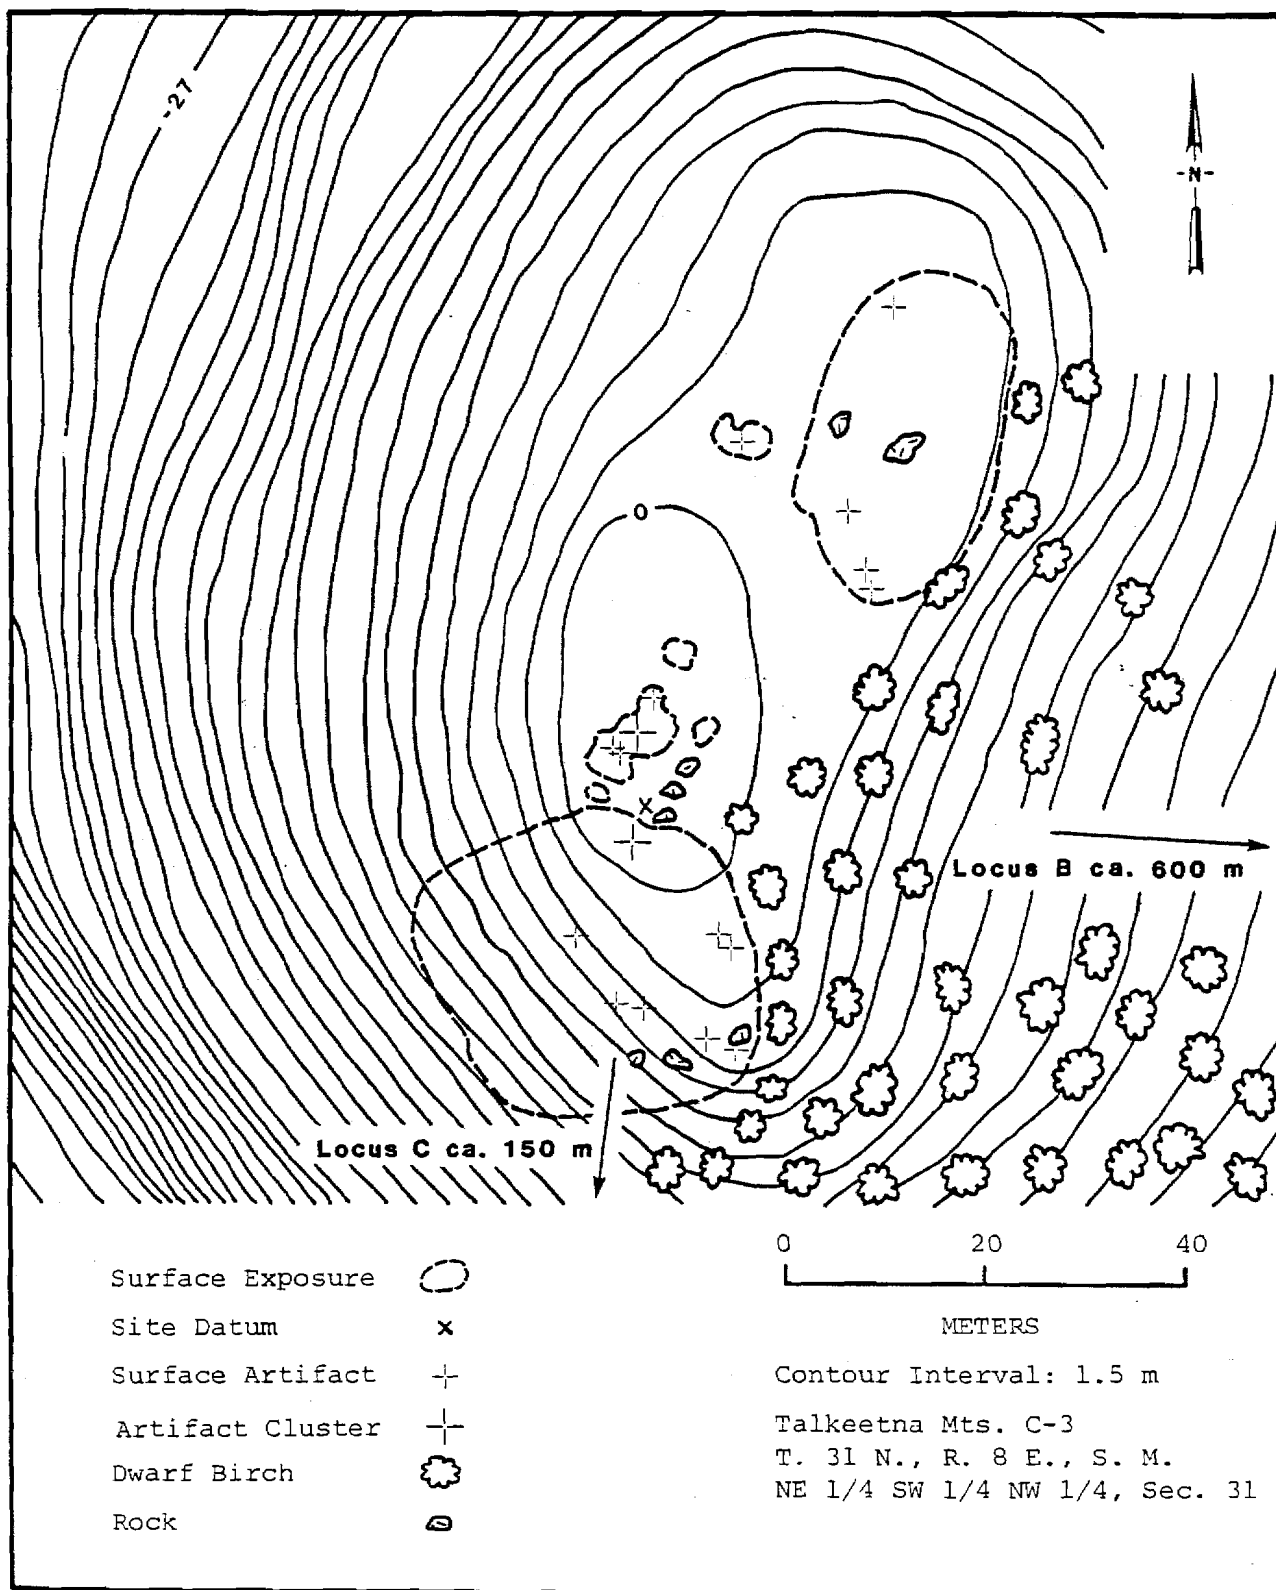 -27
-N-
0
Locus B ca. 600 m
Locus C ca. 150 m
0 20 40
METERS
Surface Exposure
Site Datum
Surface Artifact
Artifact Cluster
Dwarf Birch
Rock
Contour Interval: 1.5 m
Talkeetna Mts. C-3
T. 31 N., R. 8 E., S. M.
NE 1/4 SW 1/4 NW 1/4, Sec. 31